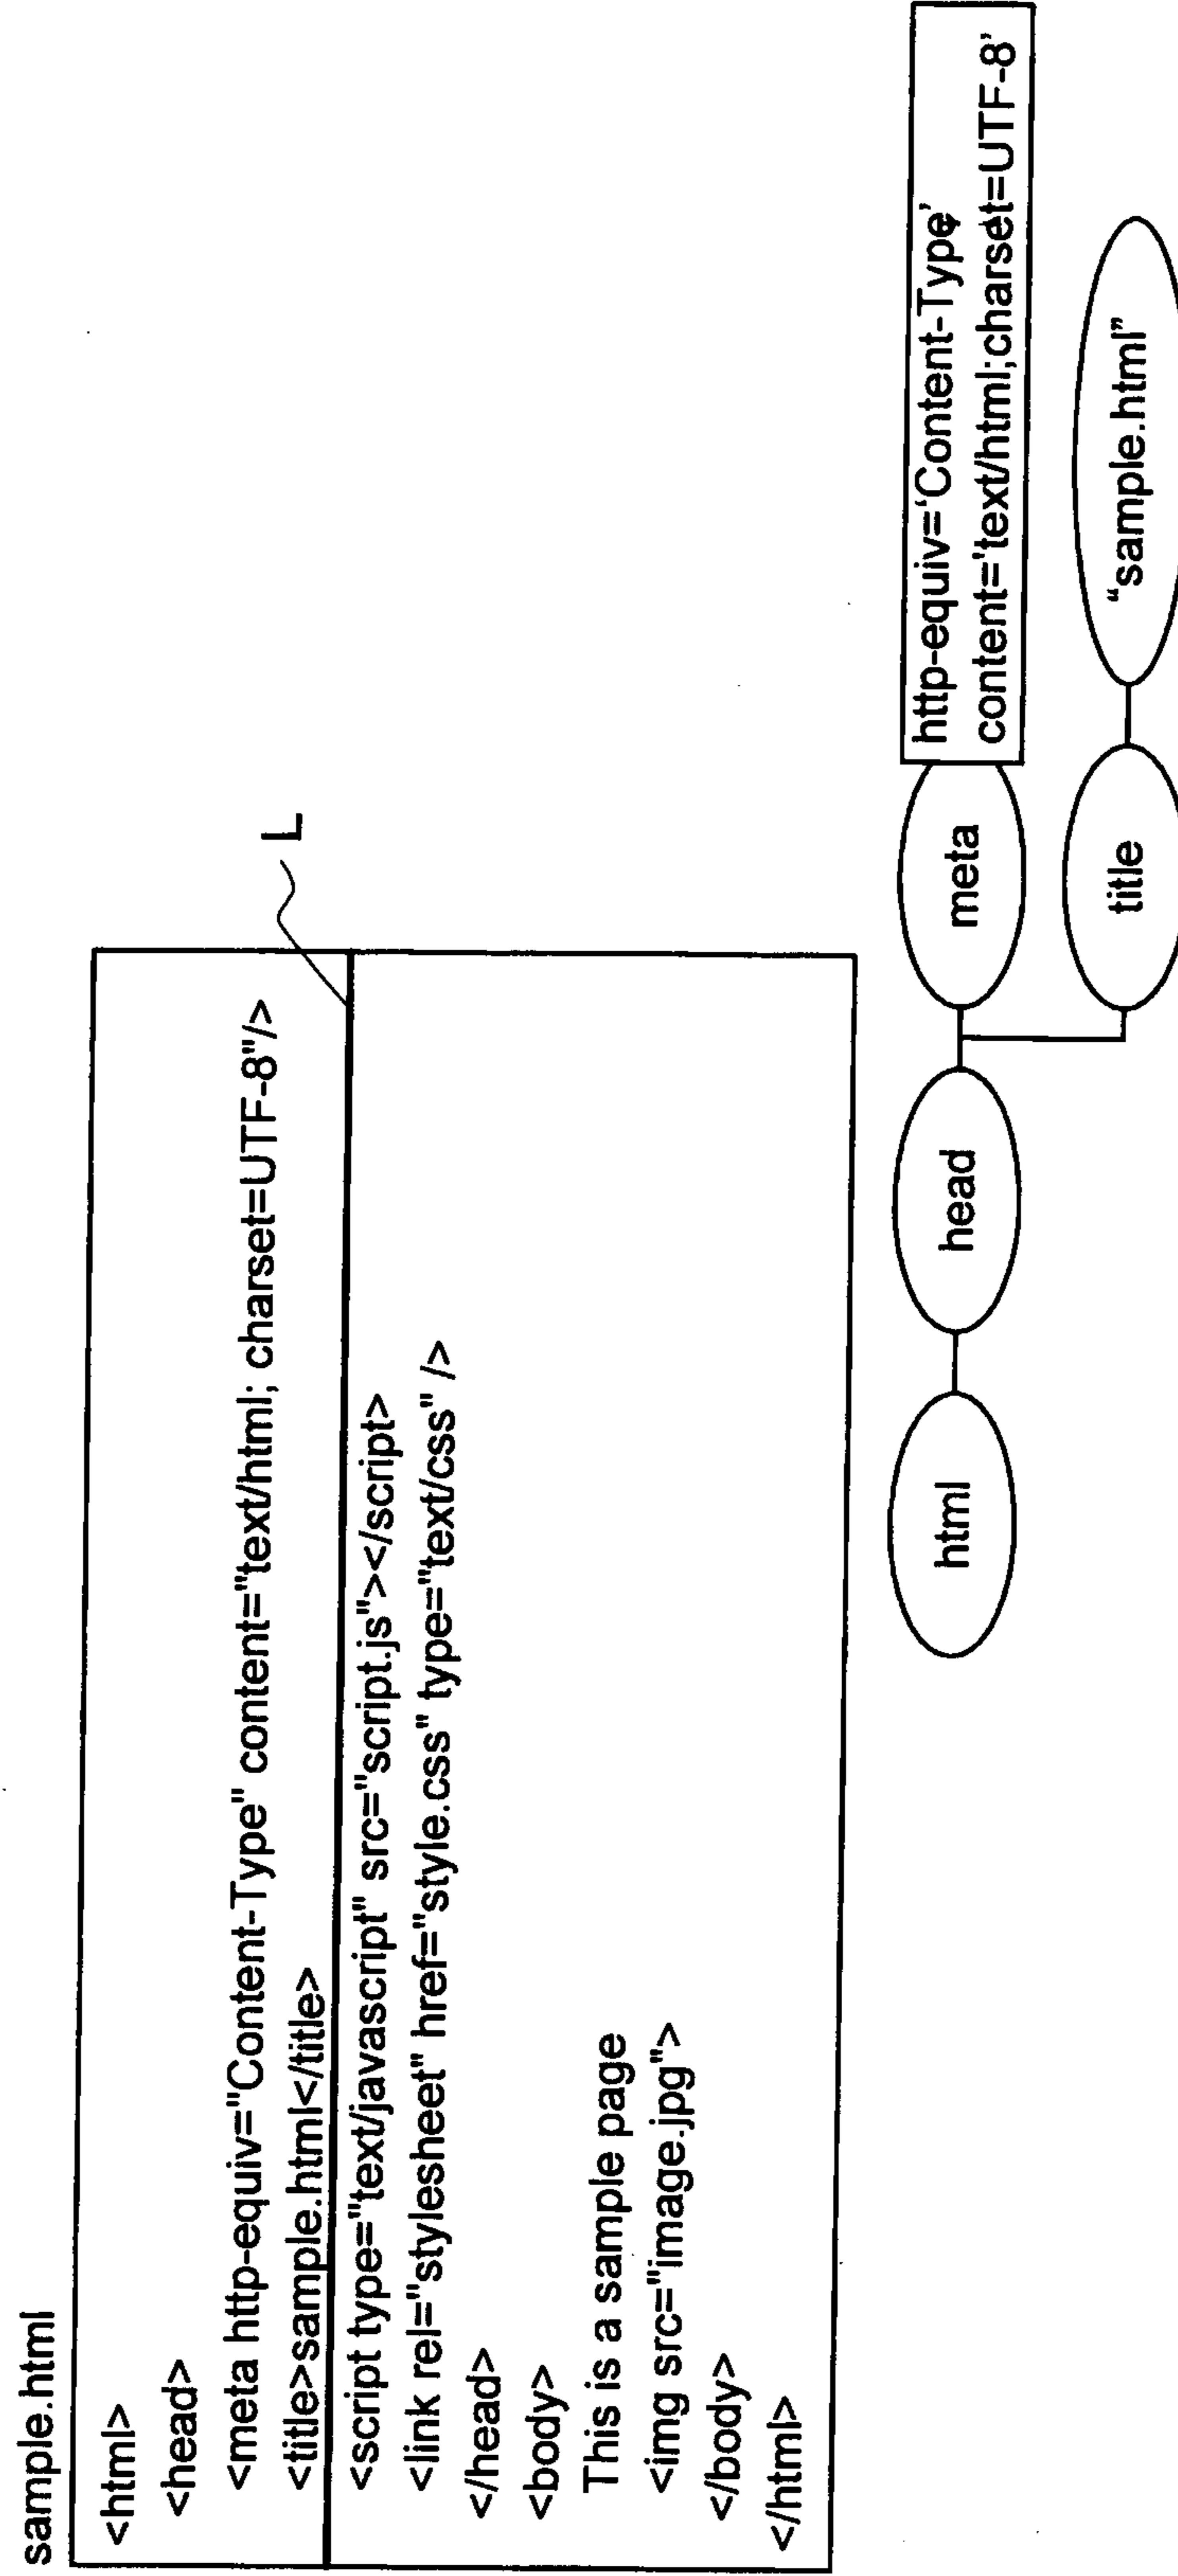 sample.html
<html>
<head>
<meta http-equiv="Content-Type" content="text/html; charset=UTF-8"/>
<title>sample.html</title>
L
<script type="text/javascript" src="script.js"></script>
<link rel="stylesheet" href="style.css" type="text/css" />
</head>
<body>
This is a sample page
<img src="image.jpg">
</body>
</html>
html
head
meta
http-equiv=‘Content-Type’
content='text/html;charset=UTF-8’
title
“sample.html”